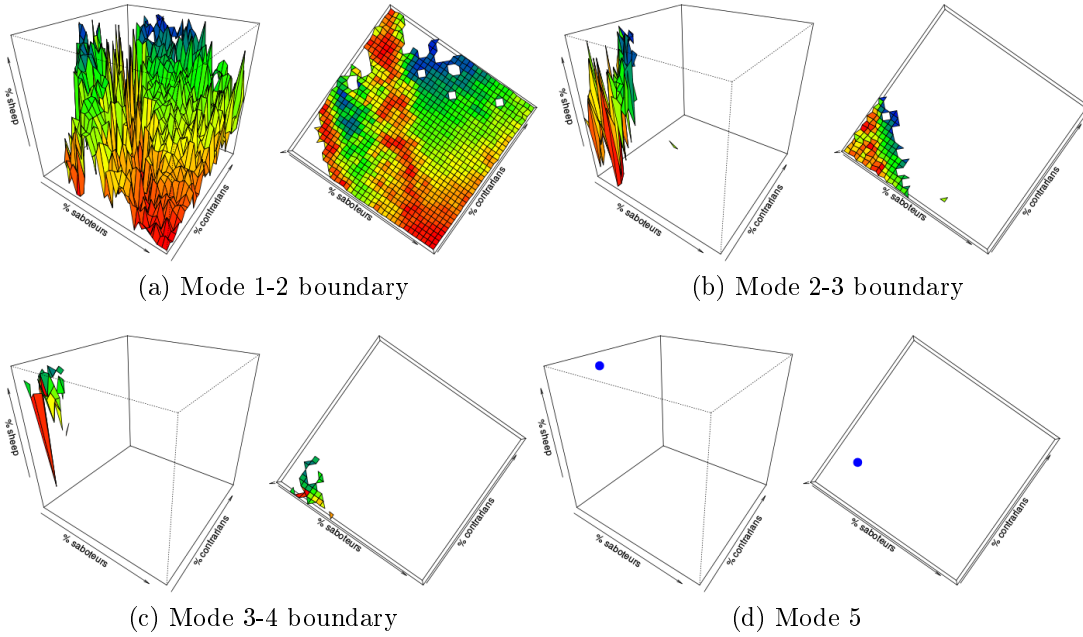 % sheep
% saboteurs
% contrarians
% saboteurs
% contrarians
(a) Mode 1-2 boundary
% sheep
% saboteurs
% contrarians
% saboteurs
% contrarians
(b) Mode 2-3 boundary
% sheep
% saboteurs
% contrarians
% saboteurs
% contrarians
(c) Mode 3-4 boundary
% sheep
% saboteurs
% contrarians
% saboteurs
% contrarians
(d) Mode 5